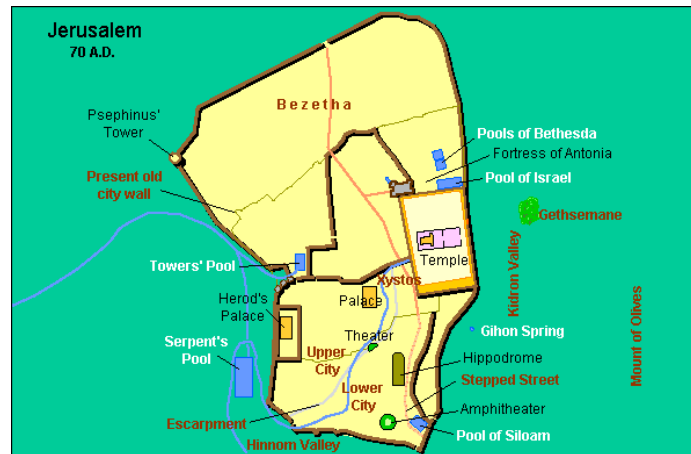 Jerusalem
70 A.D.
Bezetha
Psephinus'
Tower
Pools of Bethesda
Fortress of Antonia
Pool of Israel
Present old
city wall
Gethsemane
Temple
Towers' Pool
Xystos
Kidron Valley
Mount of Olives
Herod's
Palace
Palace
Theater
Gihon Spring
Serpent's
Pool
Upper
City
Hippodrome
Lower
City
Stepped Street
Escarpment
Amphitheater
Pool of Siloam
Hinnom Valley